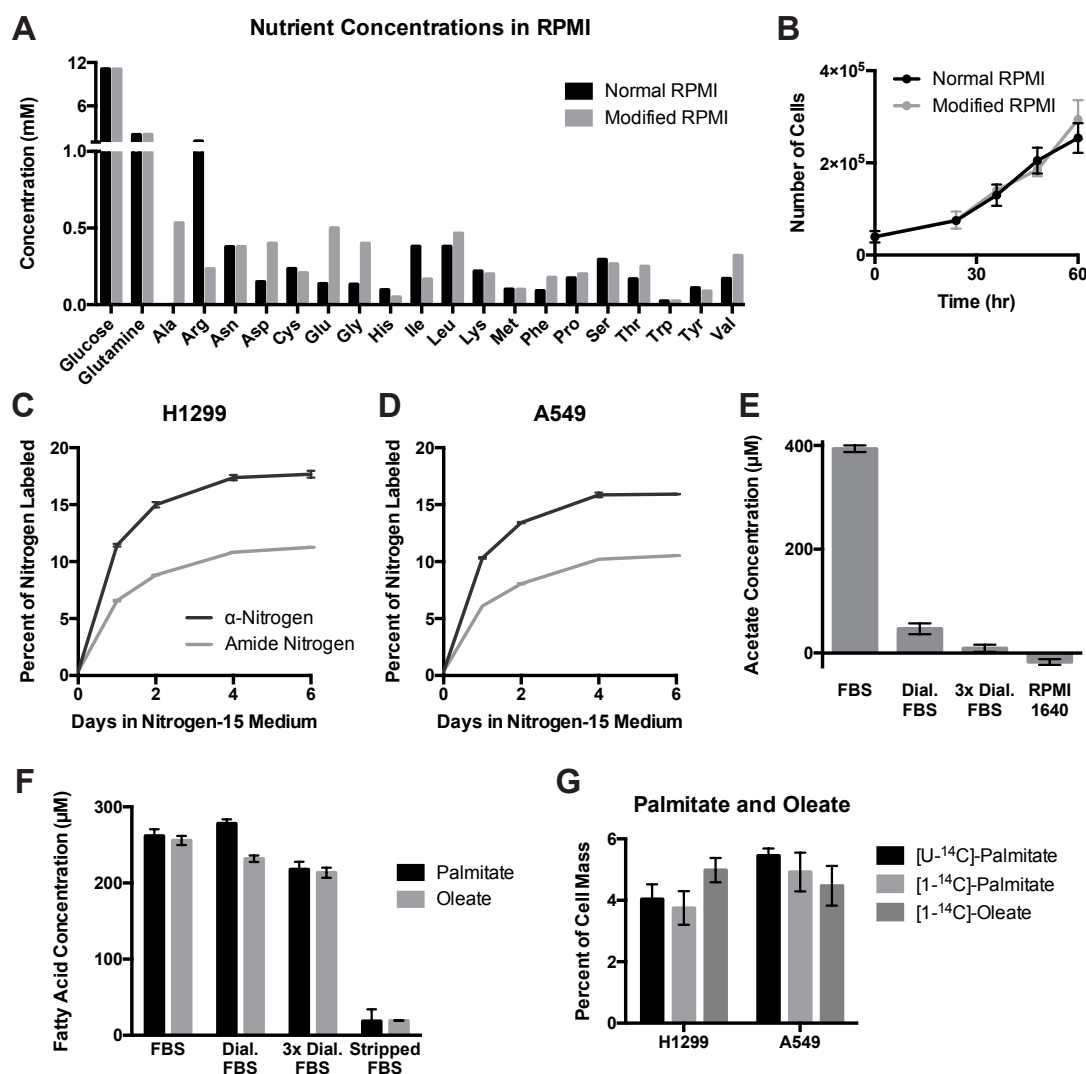 A
Nutrient Concentrations in RPMI
Concentration (mM)
12
6
1.0
0.5
0.0
Normal RPMI
Modified RPMI
Glucose
Glutamine
Ala
Arg
Asn
Asp
Cys
Glu
Gly
His
Ile
Leu
Lys
Met
Phe
Pro
Ser
Thr
Trp
Tyr
Val
B
Number of Cells
4×10⁵
2×10⁵
0
Normal RPMI
Modified RPMI
0 30 60
Time (hr)
C
H1299
Percent of Nitrogen Labeled
20
15
10
5
0
α-Nitrogen
Amide Nitrogen
0 2 4 6
Days in Nitrogen-15 Medium
D
A549
Percent of Nitrogen Labeled
20
15
10
5
0
0 2 4 6
Days in Nitrogen-15 Medium
E
Acetate Concentration (µM)
400
200
0
FBS
Dial.
FBS
3x Dial.
FBS
RPMI
1640
F
Fatty Acid Concentration (µM)
300
200
100
0
Palmitate
Oleate
FBS
Dial.
FBS
3x Dial.
FBS
Stripped
FBS
G
Palmitate and Oleate
Percent of Cell Mass
6
4
2
0
[U-¹⁴C]-Palmitate
[1-¹⁴C]-Palmitate
[1-¹⁴C]-Oleate
H1299 A549